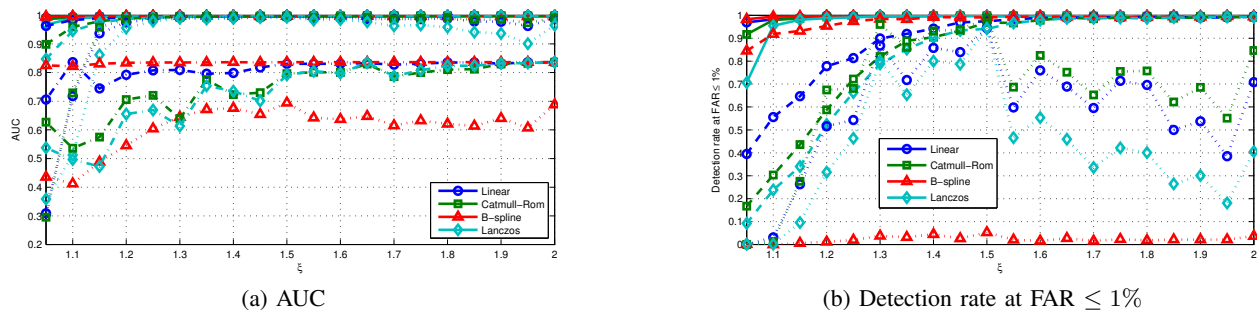 1
0.9
0.8
0.7
0.6
0.5
0.4
0.3
0.2
AUC
1.1 1.2 1.3 1.4 1.5 1.6 1.7 1.8 1.9 2
ξ
Linear
Catmull−Rom
B−spline
Lanczos
(a) AUC
1
0.9
0.8
0.7
0.6
0.5
0.4
0.3
0.2
0.1
0
Detection rate at FAR ≤ 1%
1.1 1.2 1.3 1.4 1.5 1.6 1.7 1.8 1.9 2
ξ
Linear
Catmull−Rom
B−spline
Lanczos
(b) Detection rate at FAR ≤ 1%